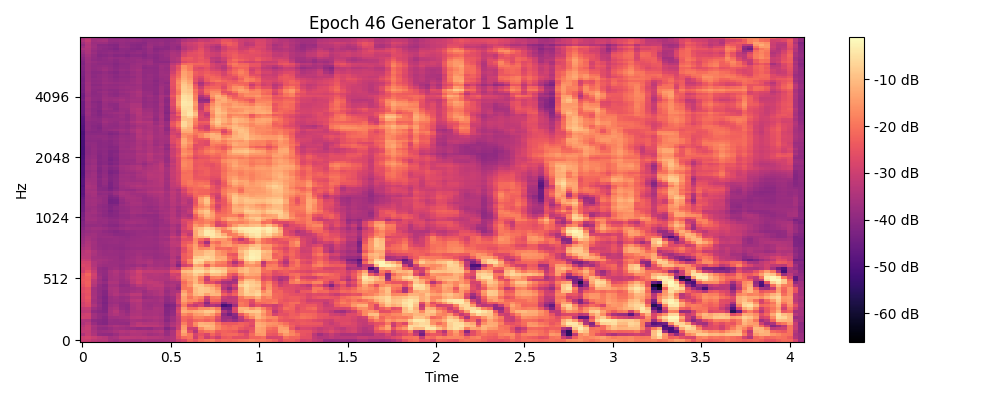 Epoch 46 Generator 1 Sample 1
Hz
4096
2048
1024
512
0
0 0.5 1 1.5 2 2.5 3 3.5 4
Time
-10 dB
-20 dB
-30 dB
-40 dB
-50 dB
-60 dB